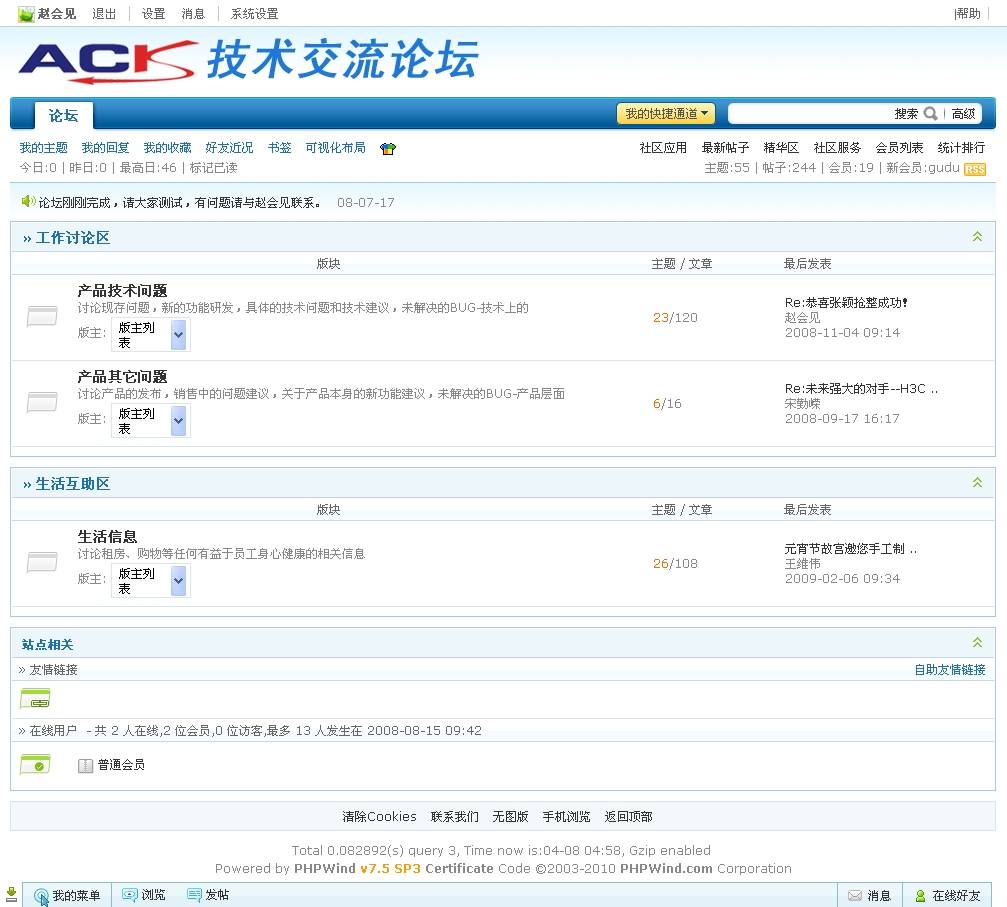 赵会见 退出 设置 消息 系统设置 帮助
ACK 技术交流论坛
论坛 我的快捷通道 搜索 高级
我的主题 我的回复 我的收藏 好友近况 书签 可视化布局 社区应用 最新帖子 精华区 社区服务 会员列表 统计排行
今日:0 | 昨日:0 | 最高日:46 | 标记已读 主题:55 | 帖子:244 | 会员:19 | 新会员:gudu RSS
论坛刚刚完成，请大家测试，有问题请与赵会见联系。 08-07-17
» 工作讨论区
版块 主题 / 文章 最后发表
产品技术问题
讨论现存问题，新的功能研发，具体的技术问题和技术建议，未解决的BUG-技术上的
版主: 版主列表
23/120
Re:恭喜张颖抢整成功!
赵会见
2008-11-04 09:14
产品其它问题
讨论产品的发布，销售中的问题建议，关于产品本身的新功能建议，未解决的BUG-产品层面
版主: 版主列表
6/16
Re:未来强大的对手--H3C ..
宋勤嵘
2008-09-17 16:17
» 生活互助区
版块 主题 / 文章 最后发表
生活信息
讨论租房、购物等任何有益于员工身心健康的相关信息
版主: 版主列表
26/108
元宵节故宫邀您手工制 ..
王维伟
2009-02-06 09:34
站点相关
» 友情链接 自助友情链接
» 在线用户 - 共 2 人在线,2 位会员,0 位访客,最多 13 人发生在 2008-08-15 09:42
普通会员
清除Cookies 联系我们 无图版 手机浏览 返回顶部
Total 0.082892(s) query 3, Time now is:04-08 04:58, Gzip enabled
Powered by PHPWind v7.5 SP3 Certificate Code ©2003-2010 PHPWind.com Corporation
我的菜单 浏览 发帖 消息 在线好友